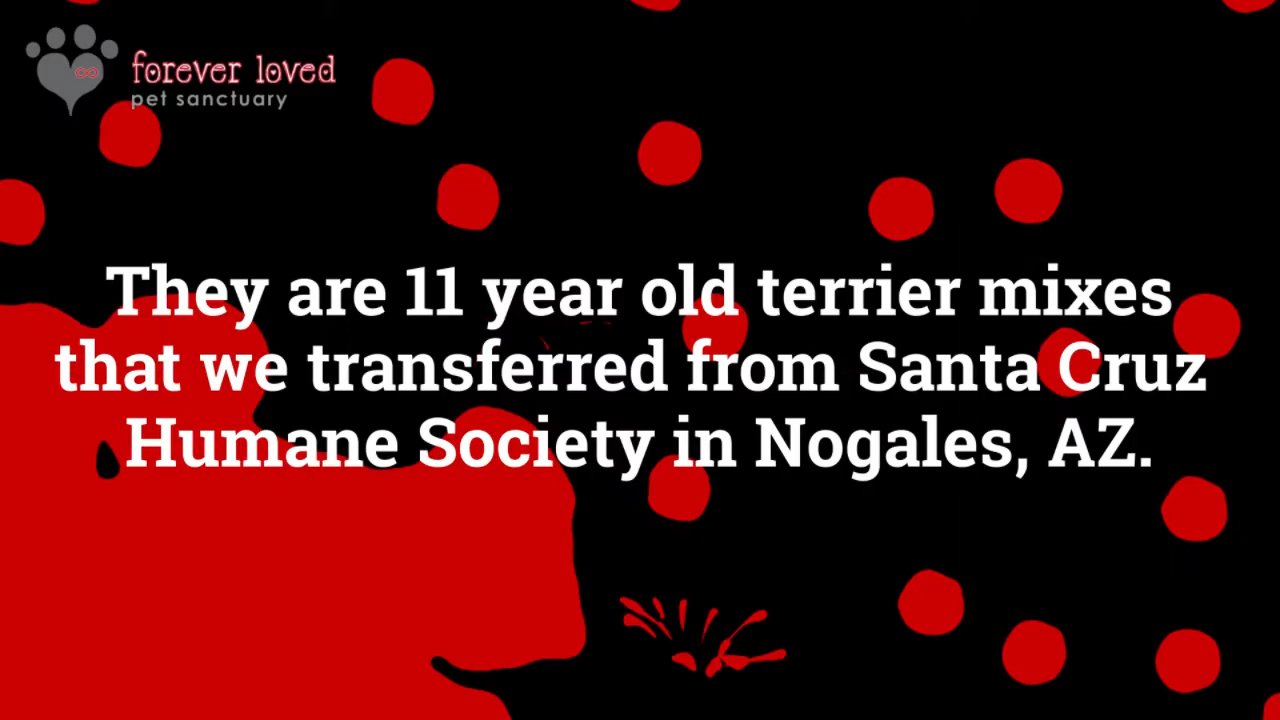 forever loved
pet sanctuary
They are 11 year old terrier mixes
that we transferred from Santa Cruz
Humane Society in Nogales, AZ.